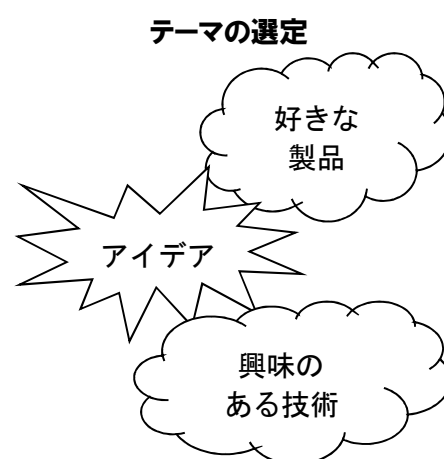 テーマの選定
好きな
製品
アイデア
興味の
ある技術